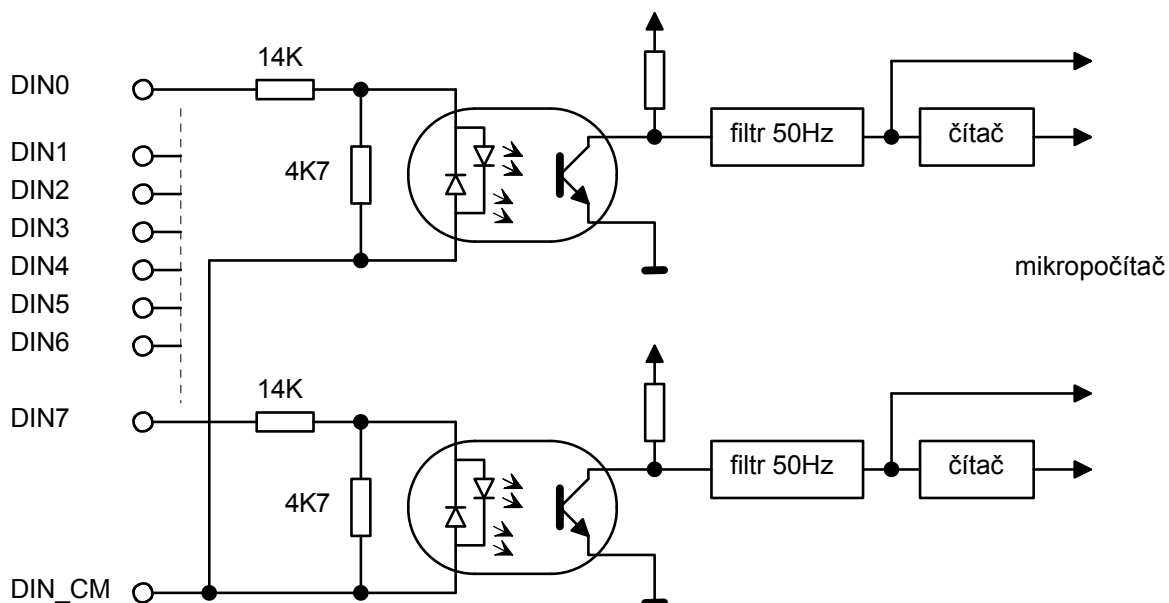 14K
DIN0
filtr 50Hz
čítač
DIN1
4K7
DIN2
DIN3
DIN4
mikropočítač
DIN5
DIN6
14K
DIN7
filtr 50Hz
čítač
4K7
DIN_CM